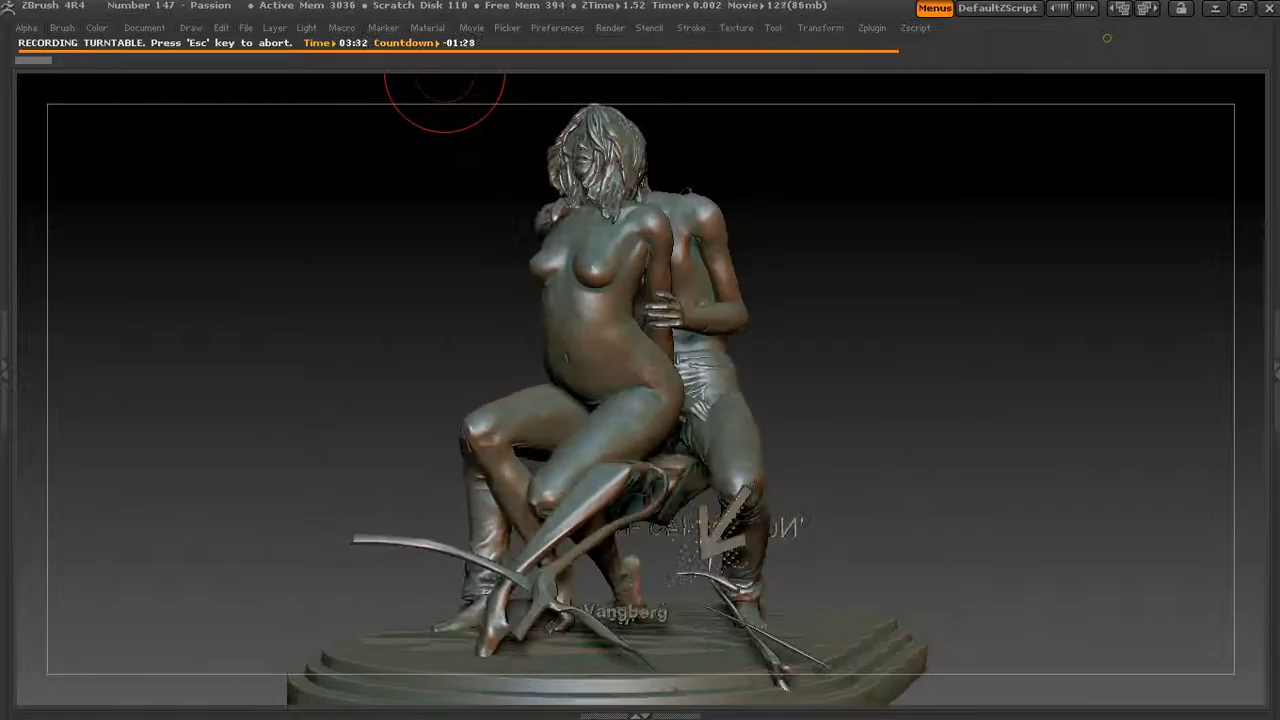 ZBrush 4R4 Number 147 - Passion • Active Mem 3036 • Scratch Disk 110 • Free Mem 394 • ZTime▸1.52 Timer▸0.002 Movie▸123(86mb) Menus DefaultZScript
Alpha Brush Color Document Draw Edit File Layer Light Macro Marker Material Movie Picker Preferences Render Stencil Stroke Texture Tool Transform Zplugin Zscript
RECORDING TURNTABLE. Press 'Esc' key to abort. Time▸03:32 Countdown▸-01:28
Vangberg